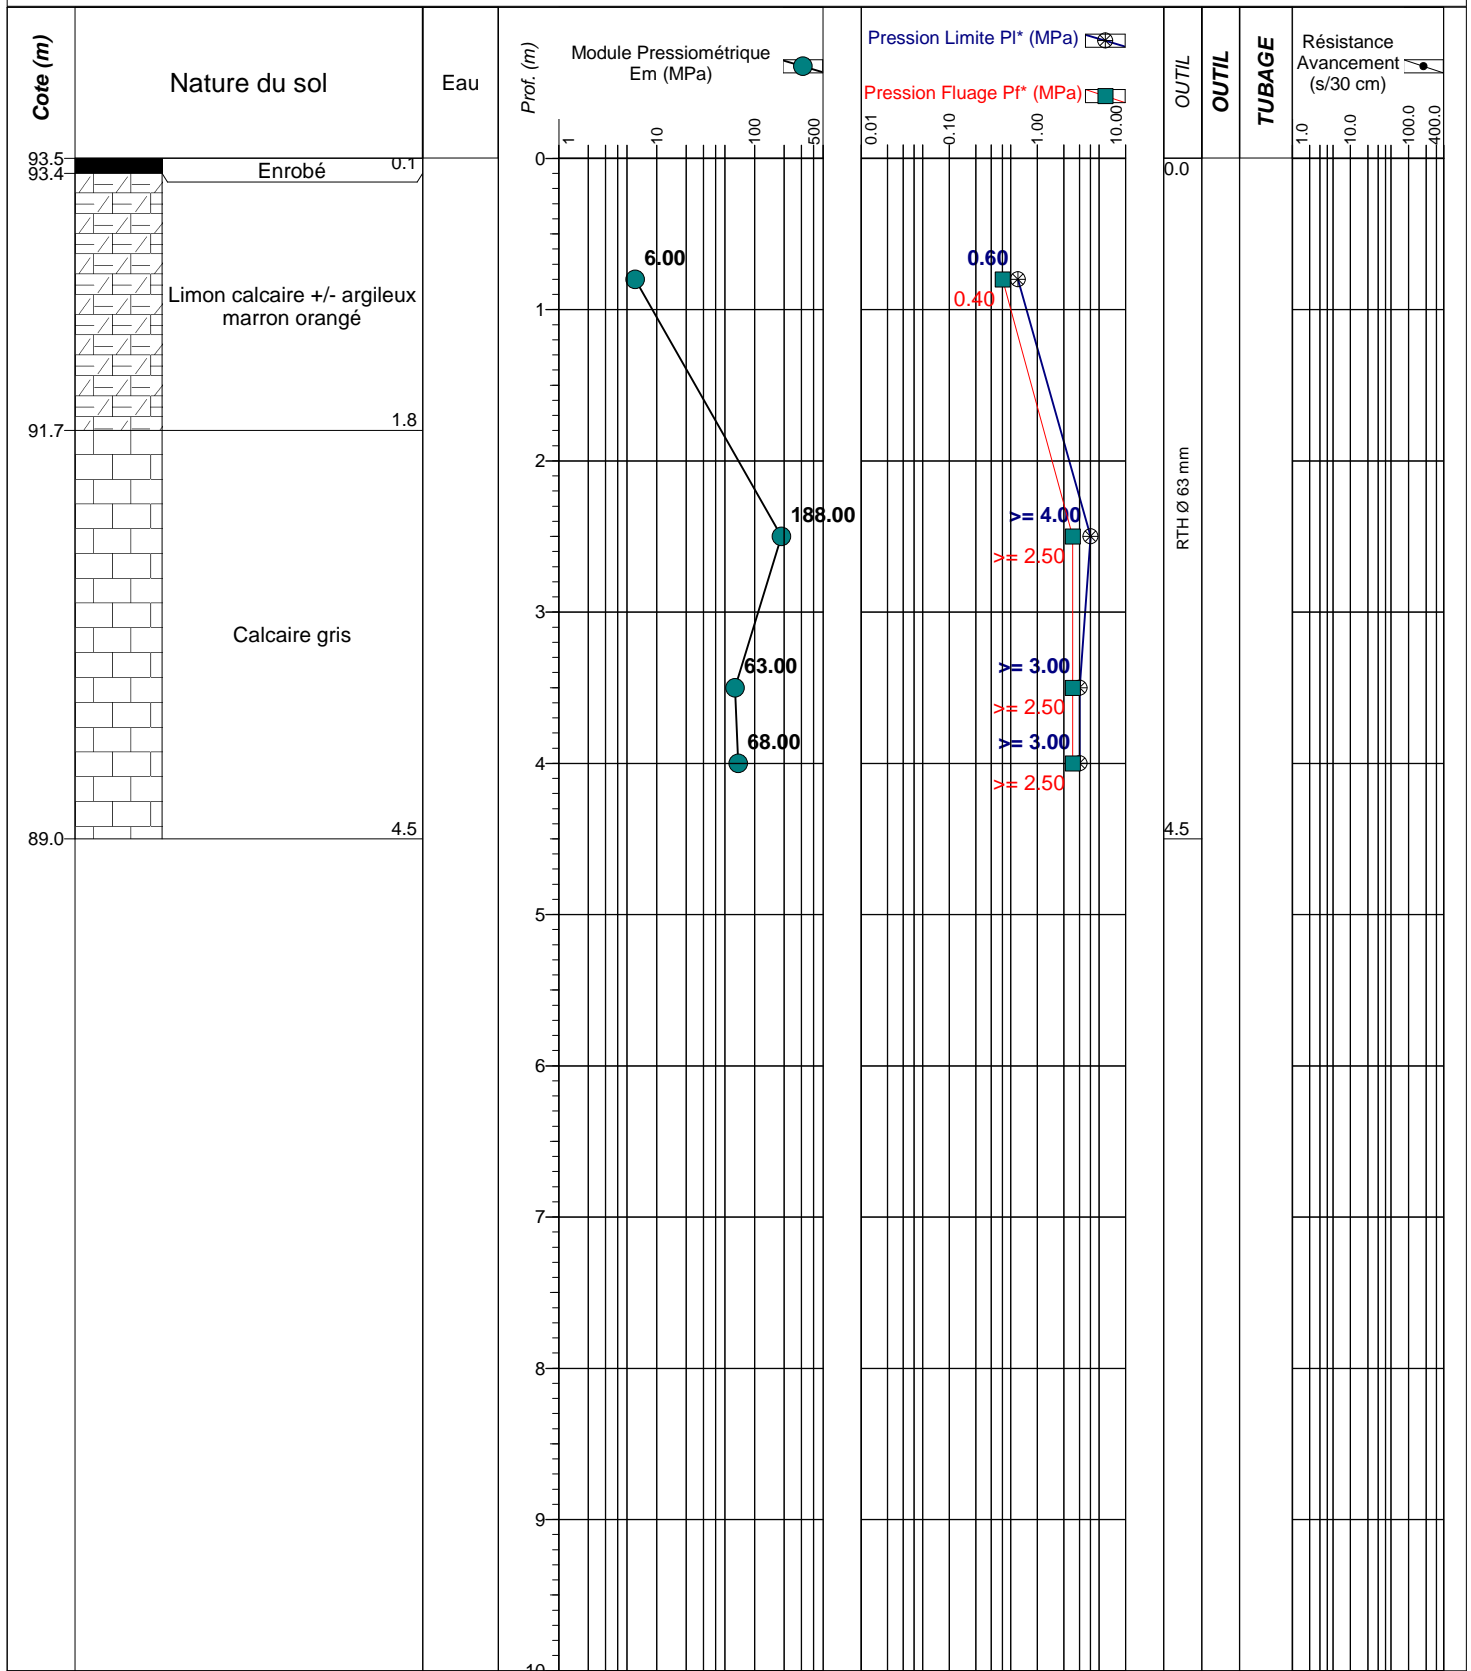 Cote (m)
Nature du sol
Eau
Prof. (m)
Module Pressiométrique
Em (MPa)
1
10
100
500
Pression Limite Pl* (MPa)
Pression Fluage Pf* (MPa)
0.01
0.10
1.00
10.00
OUTIL
OUTIL
TUBAGE
Résistance
Avancement
(s/30 cm)
1.0
10.0
100.0
400.0
93.5
93.4
91.7
89.0
Enrobé
0.1
Limon calcaire +/- argileux
marron orangé
1.8
Calcaire gris
4.5
0
1
2
3
4
5
6
7
8
9
10
6.00
188.00
63.00
68.00
0.60
0.40
>= 4.00
>= 2.50
>= 3.00
>= 2.50
>= 3.00
>= 2.50
0.0
RTH Ø 63 mm
4.5